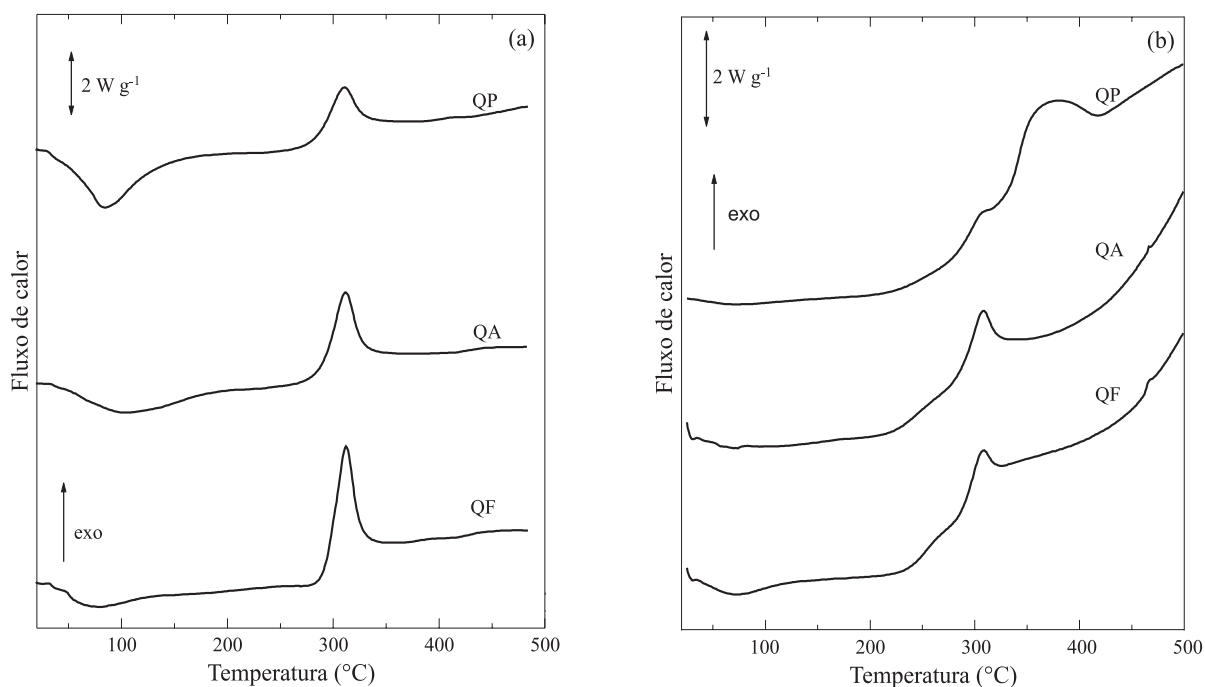 (a)
2 W g⁻¹
QP
QA
QF
exo
Fluxo de calor
100 200 300 400 500
Temperatura (°C)
(b)
2 W g⁻¹
QP
exo
QA
QF
Fluxo de calor
100 200 300 400 500
Temperatura (°C)